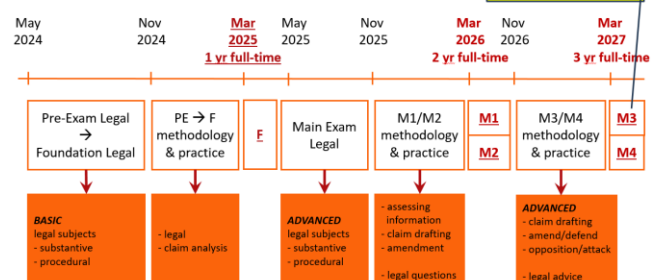 May
2024
Nov
2024
Mar
2025
1 yr full-time
May
2025
Nov
2025
Mar
2026
2 yr full-time
Nov
2026
Mar
2027
3 yr full-time
Pre-Exam Legal
→
Foundation Legal
PE → F
methodology
& practice
F
Main Exam
Legal
M1/M2
methodology
& practice
M1
M2
M3/M4
methodology
& practice
M3
M4
BASIC
legal subjects
- substantive
- procedural
- legal
- claim analysis
ADVANCED
legal subjects
- substantive
- procedural
- assessing
information
- claim drafting
- amendment
- legal questions
ADVANCED
- claim drafting
- amend/defend
- opposition/attack
- legal advice